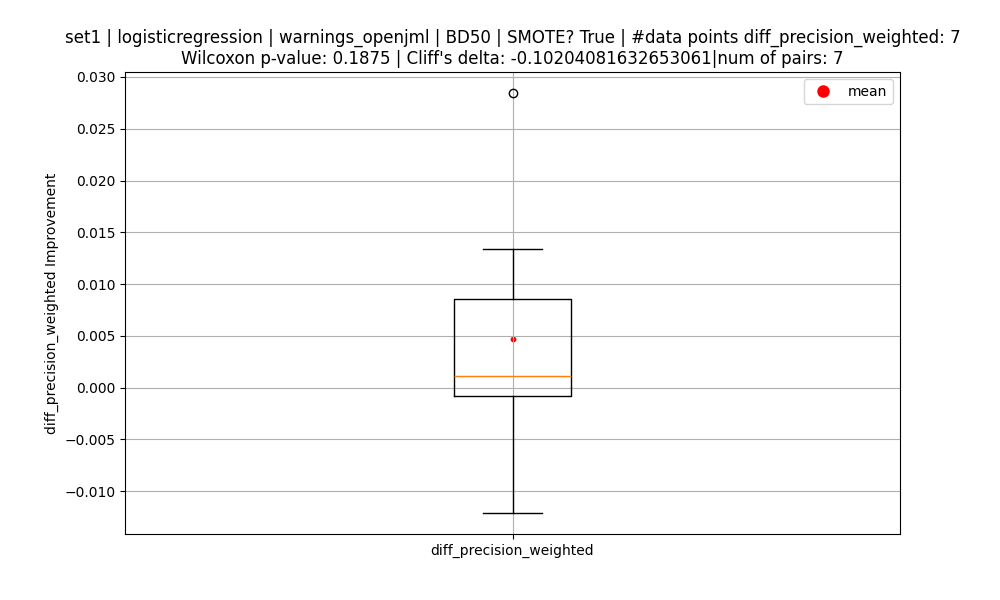 set1 | logisticregression | warnings_openjml | BD50 | SMOTE? True | #data points diff_precision_weighted: 7
Wilcoxon p-value: 0.1875 | Cliff's delta: -0.10204081632653061|num of pairs: 7
mean
diff_precision_weighted Improvement
0.030
0.025
0.020
0.015
0.010
0.005
0.000
−0.005
−0.010
diff_precision_weighted